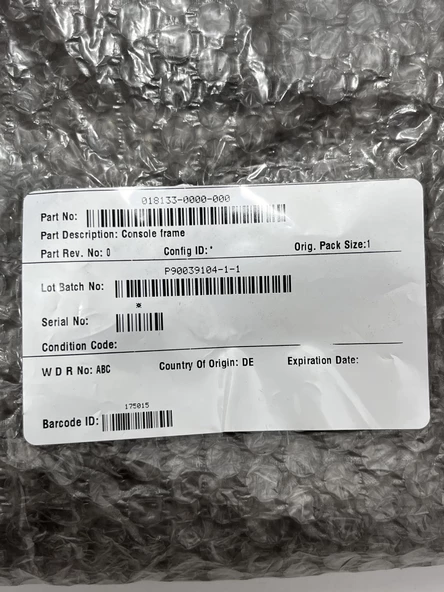 018133-0000-000
Part No:
Part Description: Console frame
Part Rev. No: 0 Config ID: * Orig. Pack Size:1
P90039104-1-1
Lot Batch No:
*
Serial No:
Condition Code:
W D R No: ABC Country Of Origin: DE Expiration Date:
175015
Barcode ID: